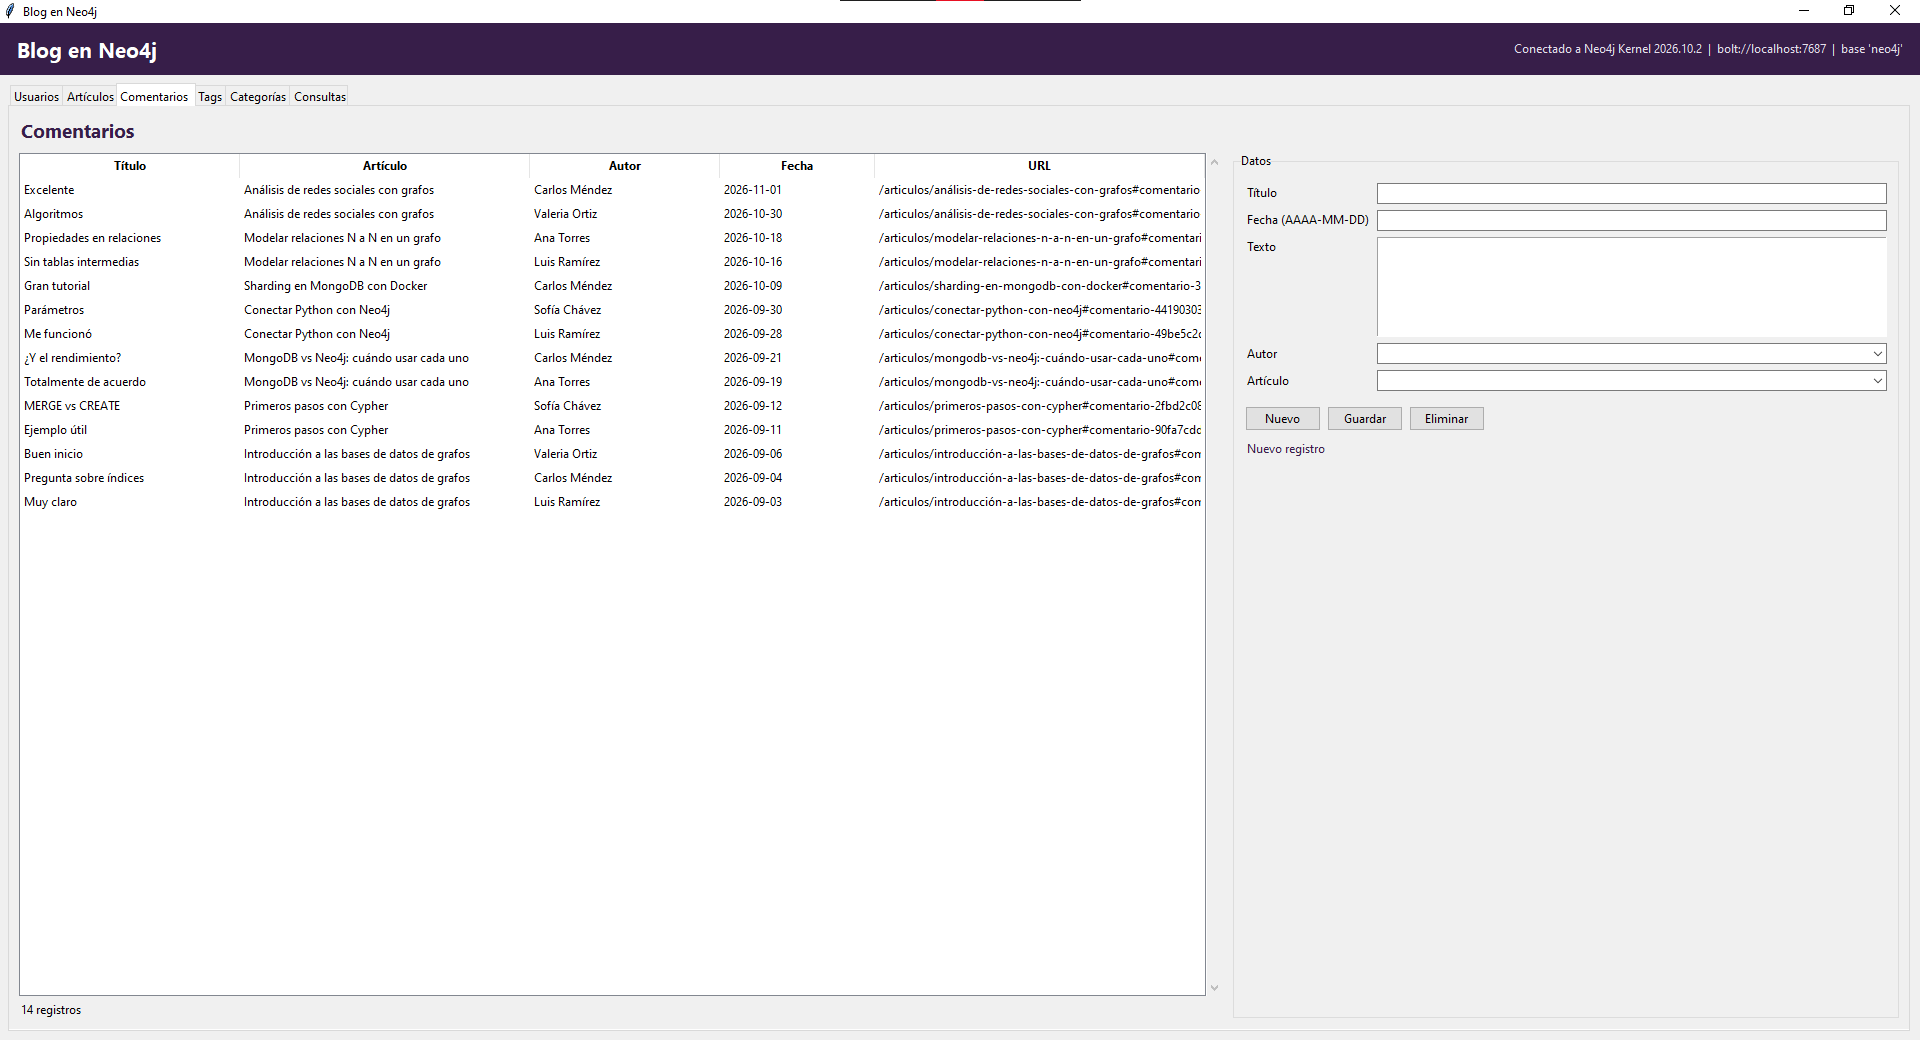 Blog en Neo4j
Blog en Neo4j
Conectado a Neo4j Kernel 2026.10.2 | bolt://localhost:7687 | base 'neo4j'
Usuarios Artículos Comentarios Tags Categorías Consultas
Comentarios
Título Artículo Autor Fecha URL
Excelente Análisis de redes sociales con grafos Carlos Méndez 2026-11-01 /articulos/análisis-de-redes-sociales-con-grafos#comentario
Algoritmos Análisis de redes sociales con grafos Valeria Ortiz 2026-10-30 /articulos/análisis-de-redes-sociales-con-grafos#comentario
Propiedades en relaciones Modelar relaciones N a N en un grafo Ana Torres 2026-10-18 /articulos/modelar-relaciones-n-a-n-en-un-grafo#comentari
Sin tablas intermedias Modelar relaciones N a N en un grafo Luis Ramírez 2026-10-16 /articulos/modelar-relaciones-n-a-n-en-un-grafo#comentari
Gran tutorial Sharding en MongoDB con Docker Carlos Méndez 2026-10-09 /articulos/sharding-en-mongodb-con-docker#comentario-3
Parámetros Conectar Python con Neo4j Sofía Chávez 2026-09-30 /articulos/conectar-python-con-neo4j#comentario-44190303
Me funcionó Conectar Python con Neo4j Luis Ramírez 2026-09-28 /articulos/conectar-python-con-neo4j#comentario-49be5c2c
¿Y el rendimiento? MongoDB vs Neo4j: cuándo usar cada uno Carlos Méndez 2026-09-21 /articulos/mongodb-vs-neo4j:-cuándo-usar-cada-uno#com
Totalmente de acuerdo MongoDB vs Neo4j: cuándo usar cada uno Ana Torres 2026-09-19 /articulos/mongodb-vs-neo4j:-cuándo-usar-cada-uno#com
MERGE vs CREATE Primeros pasos con Cypher Sofía Chávez 2026-09-12 /articulos/primeros-pasos-con-cypher#comentario-2fbd2c08
Ejemplo útil Primeros pasos con Cypher Ana Torres 2026-09-11 /articulos/primeros-pasos-con-cypher#comentario-90fa7cdc
Buen inicio Introducción a las bases de datos de grafos Valeria Ortiz 2026-09-06 /articulos/introducción-a-las-bases-de-datos-de-grafos#com
Pregunta sobre índices Introducción a las bases de datos de grafos Carlos Méndez 2026-09-04 /articulos/introducción-a-las-bases-de-datos-de-grafos#com
Muy claro Introducción a las bases de datos de grafos Luis Ramírez 2026-09-03 /articulos/introducción-a-las-bases-de-datos-de-grafos#com
14 registros
Datos
Título
Fecha (AAAA-MM-DD)
Texto
Autor
Artículo
Nuevo Guardar Eliminar
Nuevo registro